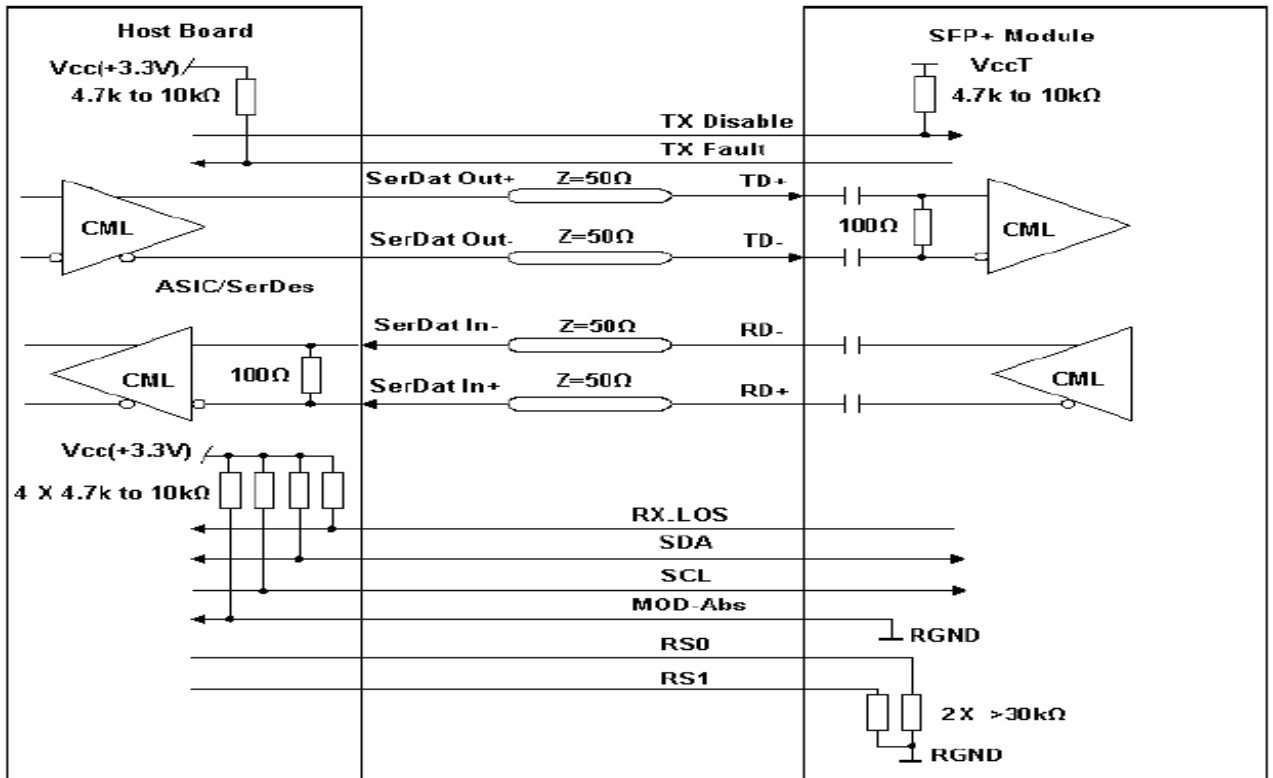 Host Board
SFP+ Module
Vcc(+3.3V)
VccT
4.7k to 10kΩ
4.7k to 10kΩ
TX Disable
TX Fault
SerDat Out+
Z=50Ω
TD+
CML
100Ω
CML
SerDat Out-
Z=50Ω
TD-
ASIC/SerDes
SerDat In-
Z=50Ω
RD-
CML
100Ω
SerDat In+
Z=50Ω
RD+
CML
Vcc(+3.3V)
4 X 4.7k to 10kΩ
RX_LOS
SDA
SCL
MOD-Abs
RGND
RS0
RS1
2X >30kΩ
RGND